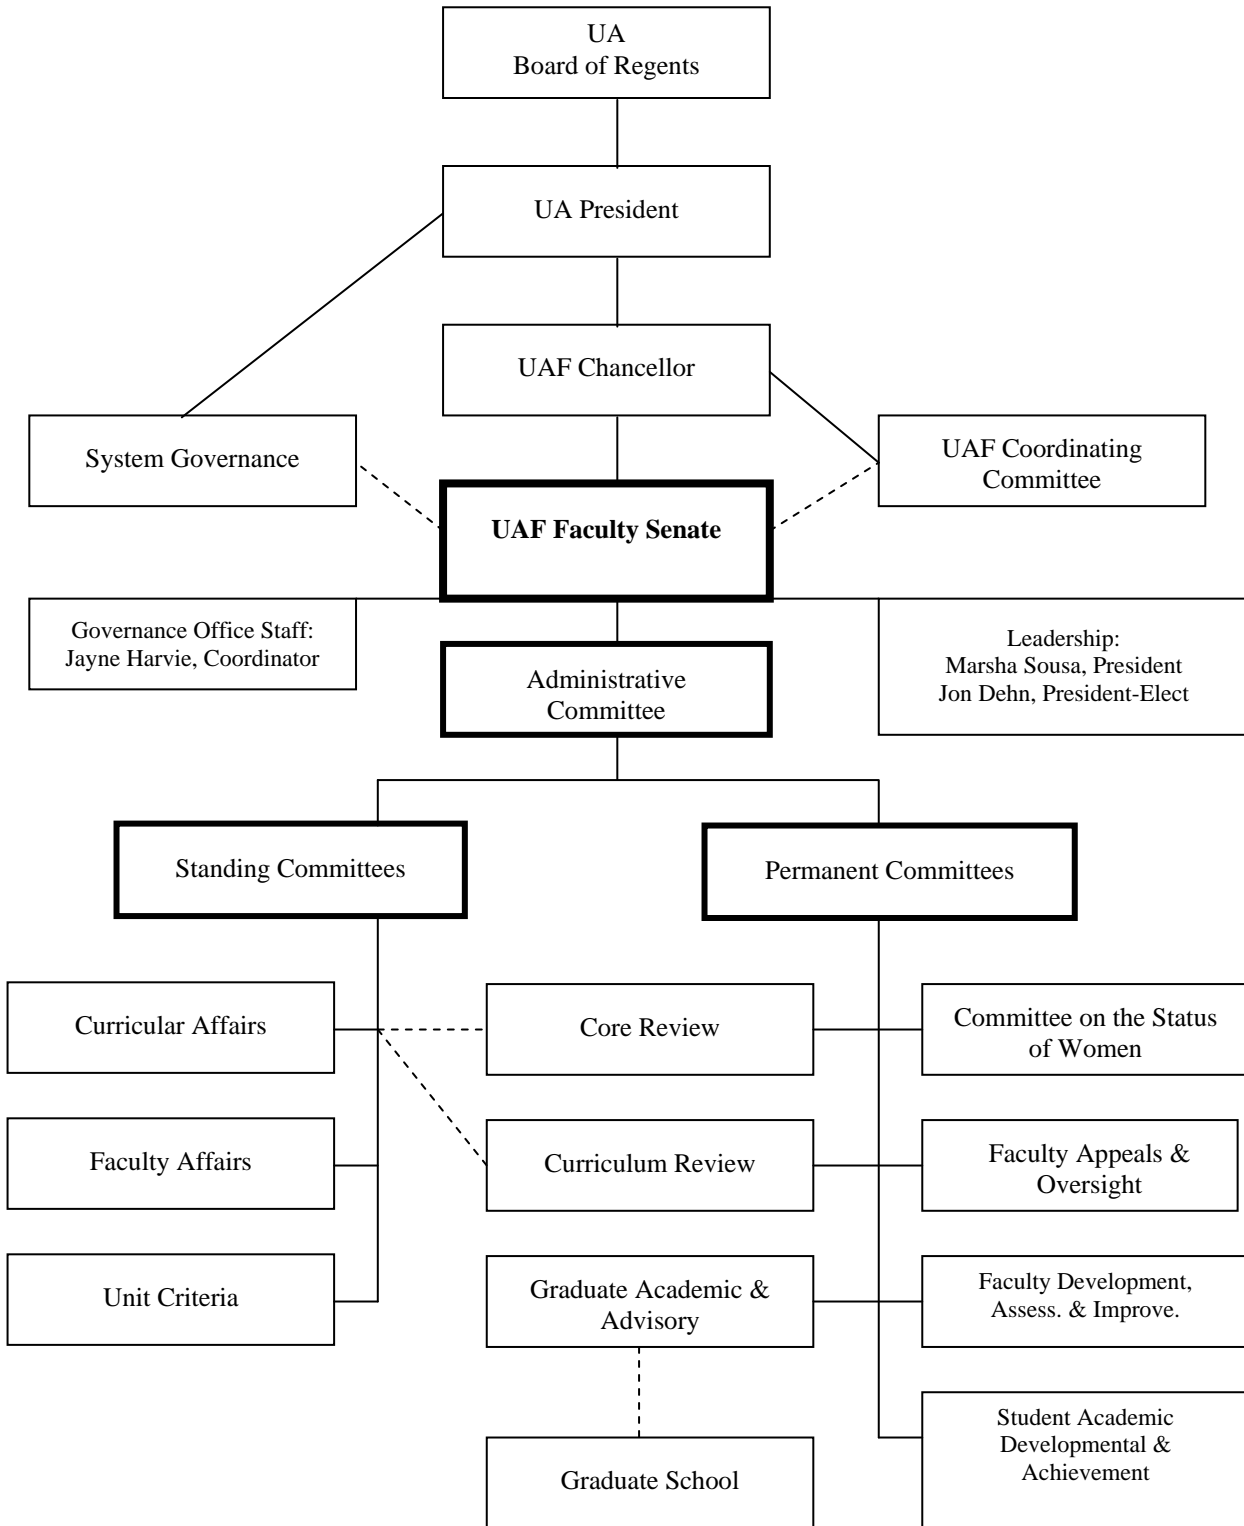 UA
Board of Regents
UA President
UAF Chancellor
System Governance
UAF Coordinating
Committee
UAF Faculty Senate
Governance Office Staff:
Jayne Harvie, Coordinator
Leadership:
Marsha Sousa, President
Jon Dehn, President-Elect
Administrative
Committee
Standing Committees
Permanent Committees
Curricular Affairs
Core Review
Committee on the Status
of Women
Faculty Affairs
Curriculum Review
Faculty Appeals &
Oversight
Unit Criteria
Graduate Academic &
Advisory
Faculty Development,
Assess. & Improve.
Graduate School
Student Academic
Developmental &
Achievement